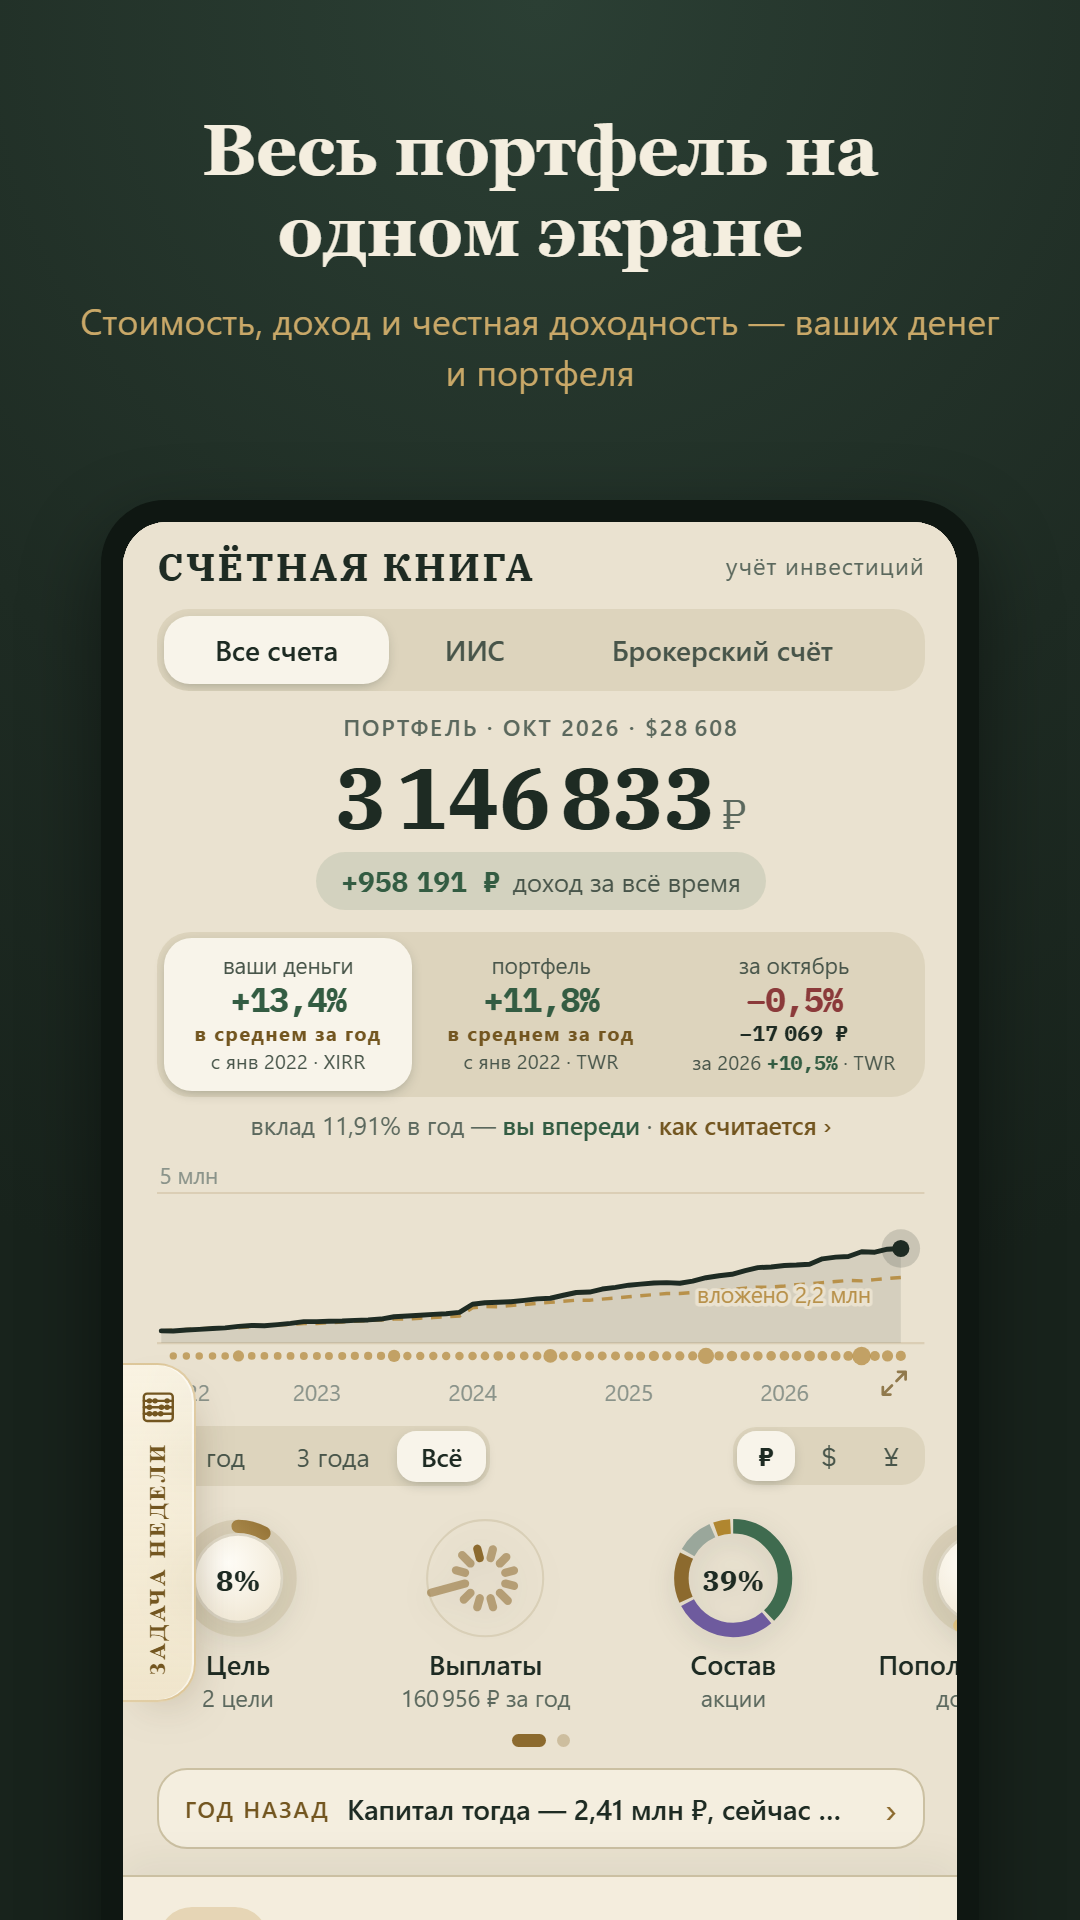 Весь портфель на
одном экране
Стоимость, доход и честная доходность — ваших денег
и портфеля
СЧЁТНАЯ КНИГА
учёт инвестиций
Все счета
ИИС
Брокерский счёт
ПОРТФЕЛЬ · ОКТ 2026 · $28 608
3 146 833 ₽
+958 191 ₽ доход за всё время
ваши деньги
+13,4%
в среднем за год
с янв 2022 · XIRR
портфель
+11,8%
в среднем за год
с янв 2022 · TWR
за октябрь
−0,5%
−17 069 ₽
за 2026 +10,5% · TWR
вклад 11,91% в год — вы впереди · как считается ›
5 млн
вложено 2,2 млн
2023
2024
2025
2026
ЗАДАЧА НЕДЕЛИ
год
3 года
Всё
₽
$
¥
8%
Цель
2 цели
Выплаты
160 956 ₽ за год
39%
Состав
акции
ГОД НАЗАД
Капитал тогда — 2,41 млн ₽, сейчас ...
›